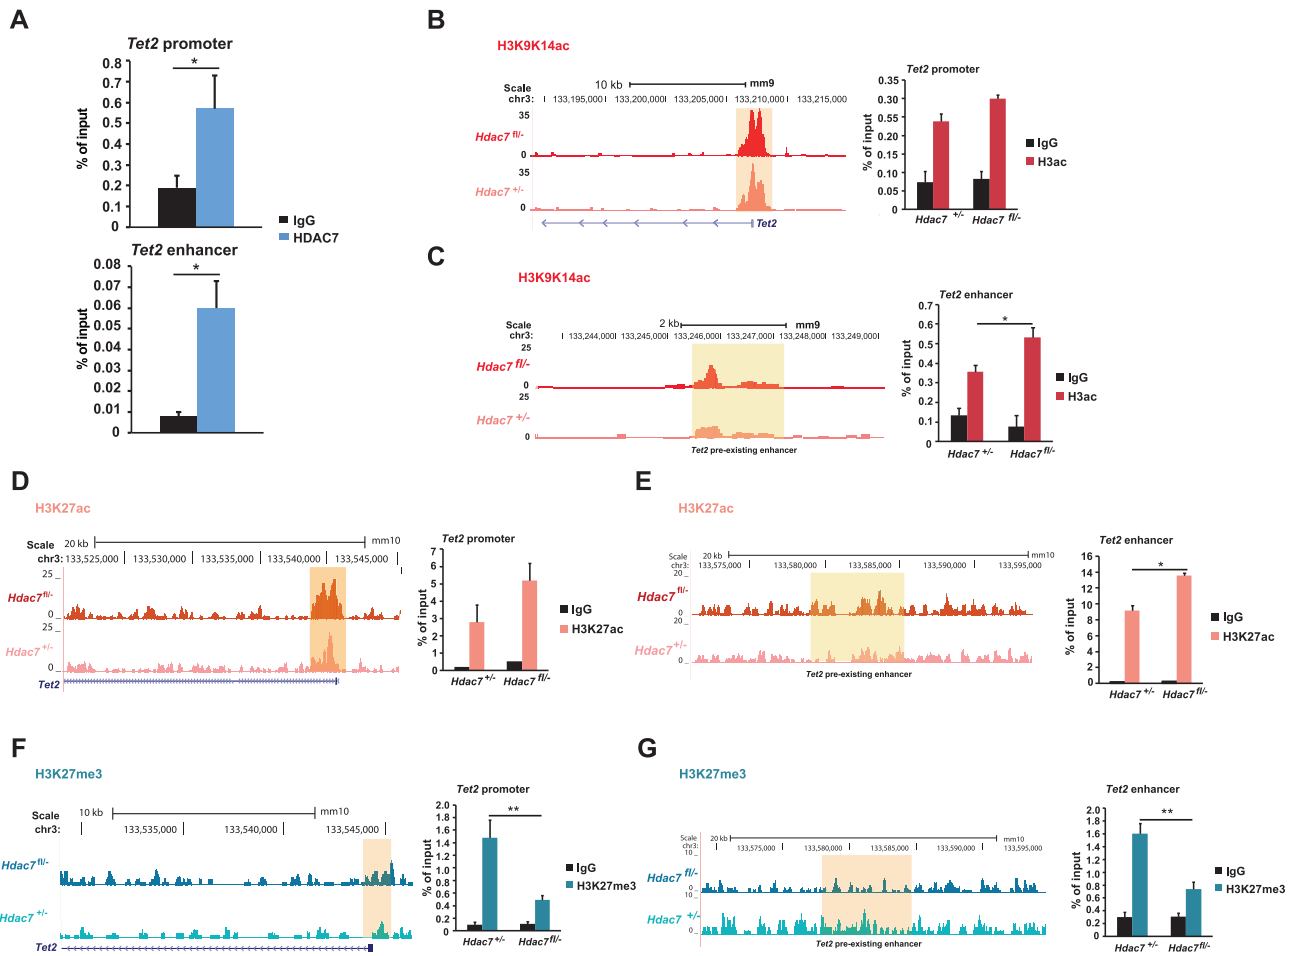 A
Tet2 promoter
*
0.8
0.7
0.6
0.5
0.4
0.3
0.2
0.1
0
% of input
IgG
HDAC7
Tet2 enhancer
*
0.08
0.06
0.07
0.04
0.03
0.02
0.01
0
% of input
B
H3K9K14ac
Scale
10 kb
mm9
chr3:
133,195,000
133,200,000
133,205,000
133,210,000
133,215,000
35
Hdac7 fl/-
0
35
Hdac7 +/-
0
Tet2
Tet2 promoter
0.35
0.30
0.55
0.20
0.15
0.10
0.05
0
% of input
Hdac7 +/-
Hdac7 fl/-
IgG
H3ac
C
H3K9K14ac
Scale
2 kb
mm9
chr3:
133,244,000
133,245,000
133,246,000
133,247,000
133,248,000
133,249,000
25
Hdac7 fl/-
0
25
Hdac7 +/-
0
Tet2 pre-existing enhancer
Tet2 enhancer
*
0.7
0.6
0.5
0.4
0.3
0.2
0.1
0
% of input
Hdac7 +/-
Hdac7 fl/-
IgG
H3ac
D
H3K27ac
Scale
20 kb
mm10
chr3:
133,525,000
133,530,000
133,535,000
133,540,000
133,545,000
25
Hdac7 fl/-
0
25
Hdac7 +/-
0
Tet2
Tet2 promoter
6
5
4
3
2
1
0
% of input
Hdac7 +/-
Hdac7 fl/-
IgG
H3K27ac
E
H3K27ac
Scale
20 kb
mm10
chr3:
133,575,000
133,580,000
133,585,000
133,590,000
133,595,000
20
Hdac7 fl/-
0
20
Hdac7 +/-
0
Tet2 pre-existing enhancer
Tet2 enhancer
*
16
14
12
10
8
6
4
2
0
% of input
Hdac7 +/-
Hdac7 fl/-
IgG
H3K27ac
F
H3K27me3
Scale
10 kb
mm10
chr3:
133,535,000
133,540,000
133,545,000
Hdac7 fl/-
Hdac7 +/-
Tet2
Tet2 promoter
**
2.0
1.8
1.6
1.4
1.2
1.0
0.8
0.6
0.4
0.2
0
% of input
Hdac7 +/-
Hdac7 fl/-
IgG
H3K27me3
G
H3K27me3
Scale
20 kb
mm10
chr3:
133,575,000
133,580,000
133,585,000
133,590,000
133,595,000
10
Hdac7 fl/-
0
10
Hdac7 +/-
0
Tet2 pre-existing enhancer
Tet2 enhancer
**
2.0
1.8
1.6
1.4
1.2
1.0
0.8
0.6
0.4
0.2
0
% of input
Hdac7 +/-
Hdac7 fl/-
IgG
H3K27me3